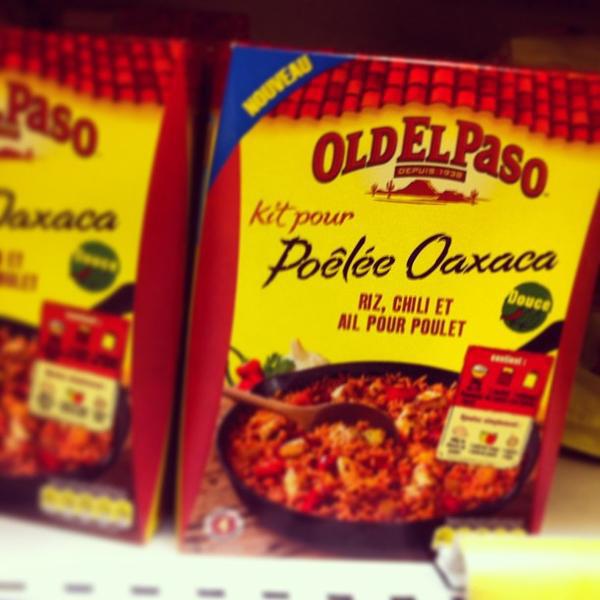 Paso
Oaxaca
NOUVEAU
OLD EL PASO
DEPUIS 1938
Kit pour
Poêlée Oaxaca
RIZ, CHILI ET
AIL POUR POULET
Douce
contient :